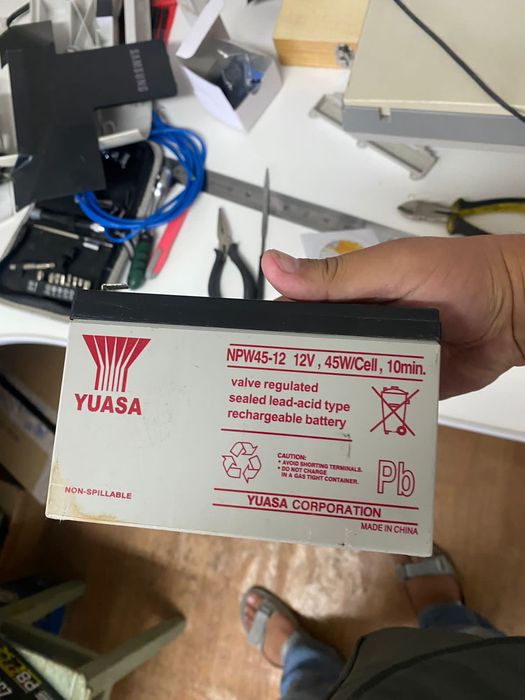 SAMSUNG
YUASA
NPW45-12 12V, 45W/Cell, 10min.
valve regulated
sealed lead-acid type
rechargeable battery
CAUTION:
• AVOID SHORTING TERMINALS.
• DO NOT CHARGE
IN A GAS TIGHT CONTAINER.
Pb
NON-SPILLABLE
YUASA CORPORATION
MADE IN CHINA